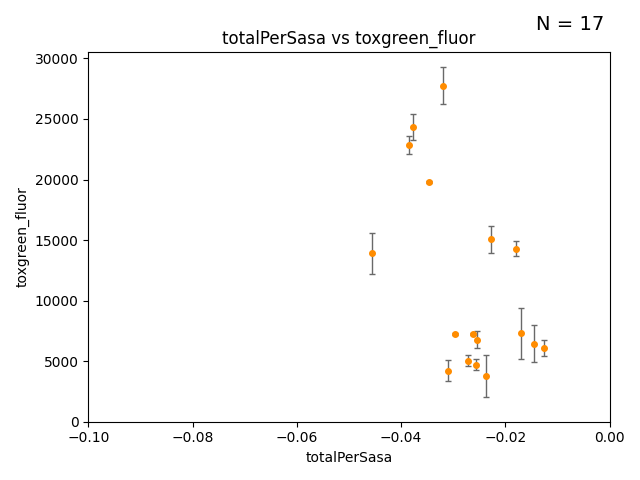 N = 17
totalPerSasa vs toxgreen_fluor
30000
25000
20000
15000
10000
5000
0
toxgreen_fluor
−0.10 −0.08 −0.06 −0.04 −0.02 0.00
totalPerSasa